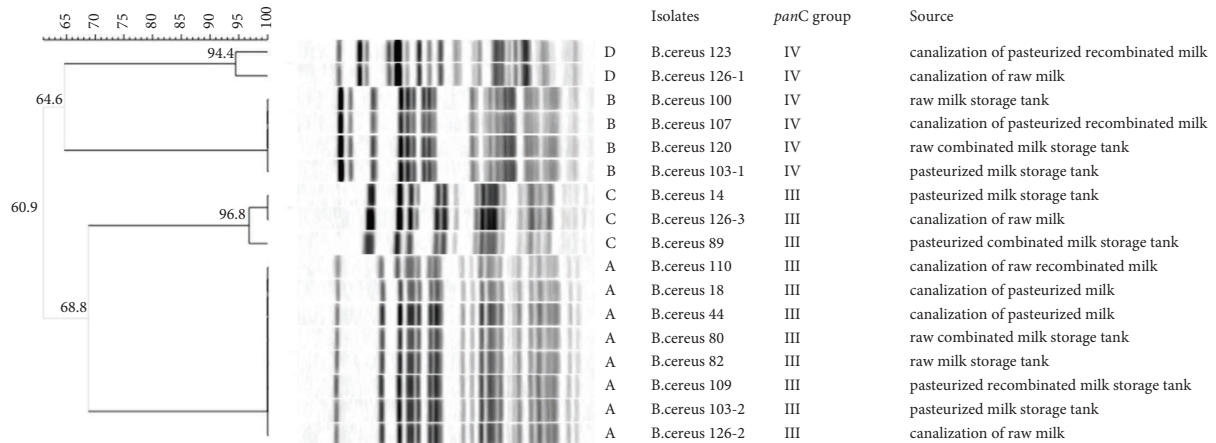 65 70 75 80 85 90 95 100
Isolates panC group Source
94.4 D B.cereus 123 IV canalization of pasteurized recombinated milk
D B.cereus 126-1 IV canalization of raw milk
64.6 B B.cereus 100 IV raw milk storage tank
B B.cereus 107 IV canalization of pasteurized recombinated milk
B B.cereus 120 IV raw combinated milk storage tank
B B.cereus 103-1 IV pasteurized milk storage tank
C B.cereus 14 III pasteurized milk storage tank
60.9 96.8 C B.cereus 126-3 III canalization of raw milk
C B.cereus 89 III pasteurized combinated milk storage tank
A B.cereus 110 III canalization of raw recombinated milk
A B.cereus 18 III canalization of pasteurized milk
68.8 A B.cereus 44 III canalization of pasteurized milk
A B.cereus 80 III raw combinated milk storage tank
A B.cereus 82 III raw milk storage tank
A B.cereus 109 III pasteurized recombinated milk storage tank
A B.cereus 103-2 III pasteurized milk storage tank
A B.cereus 126-2 III canalization of raw milk